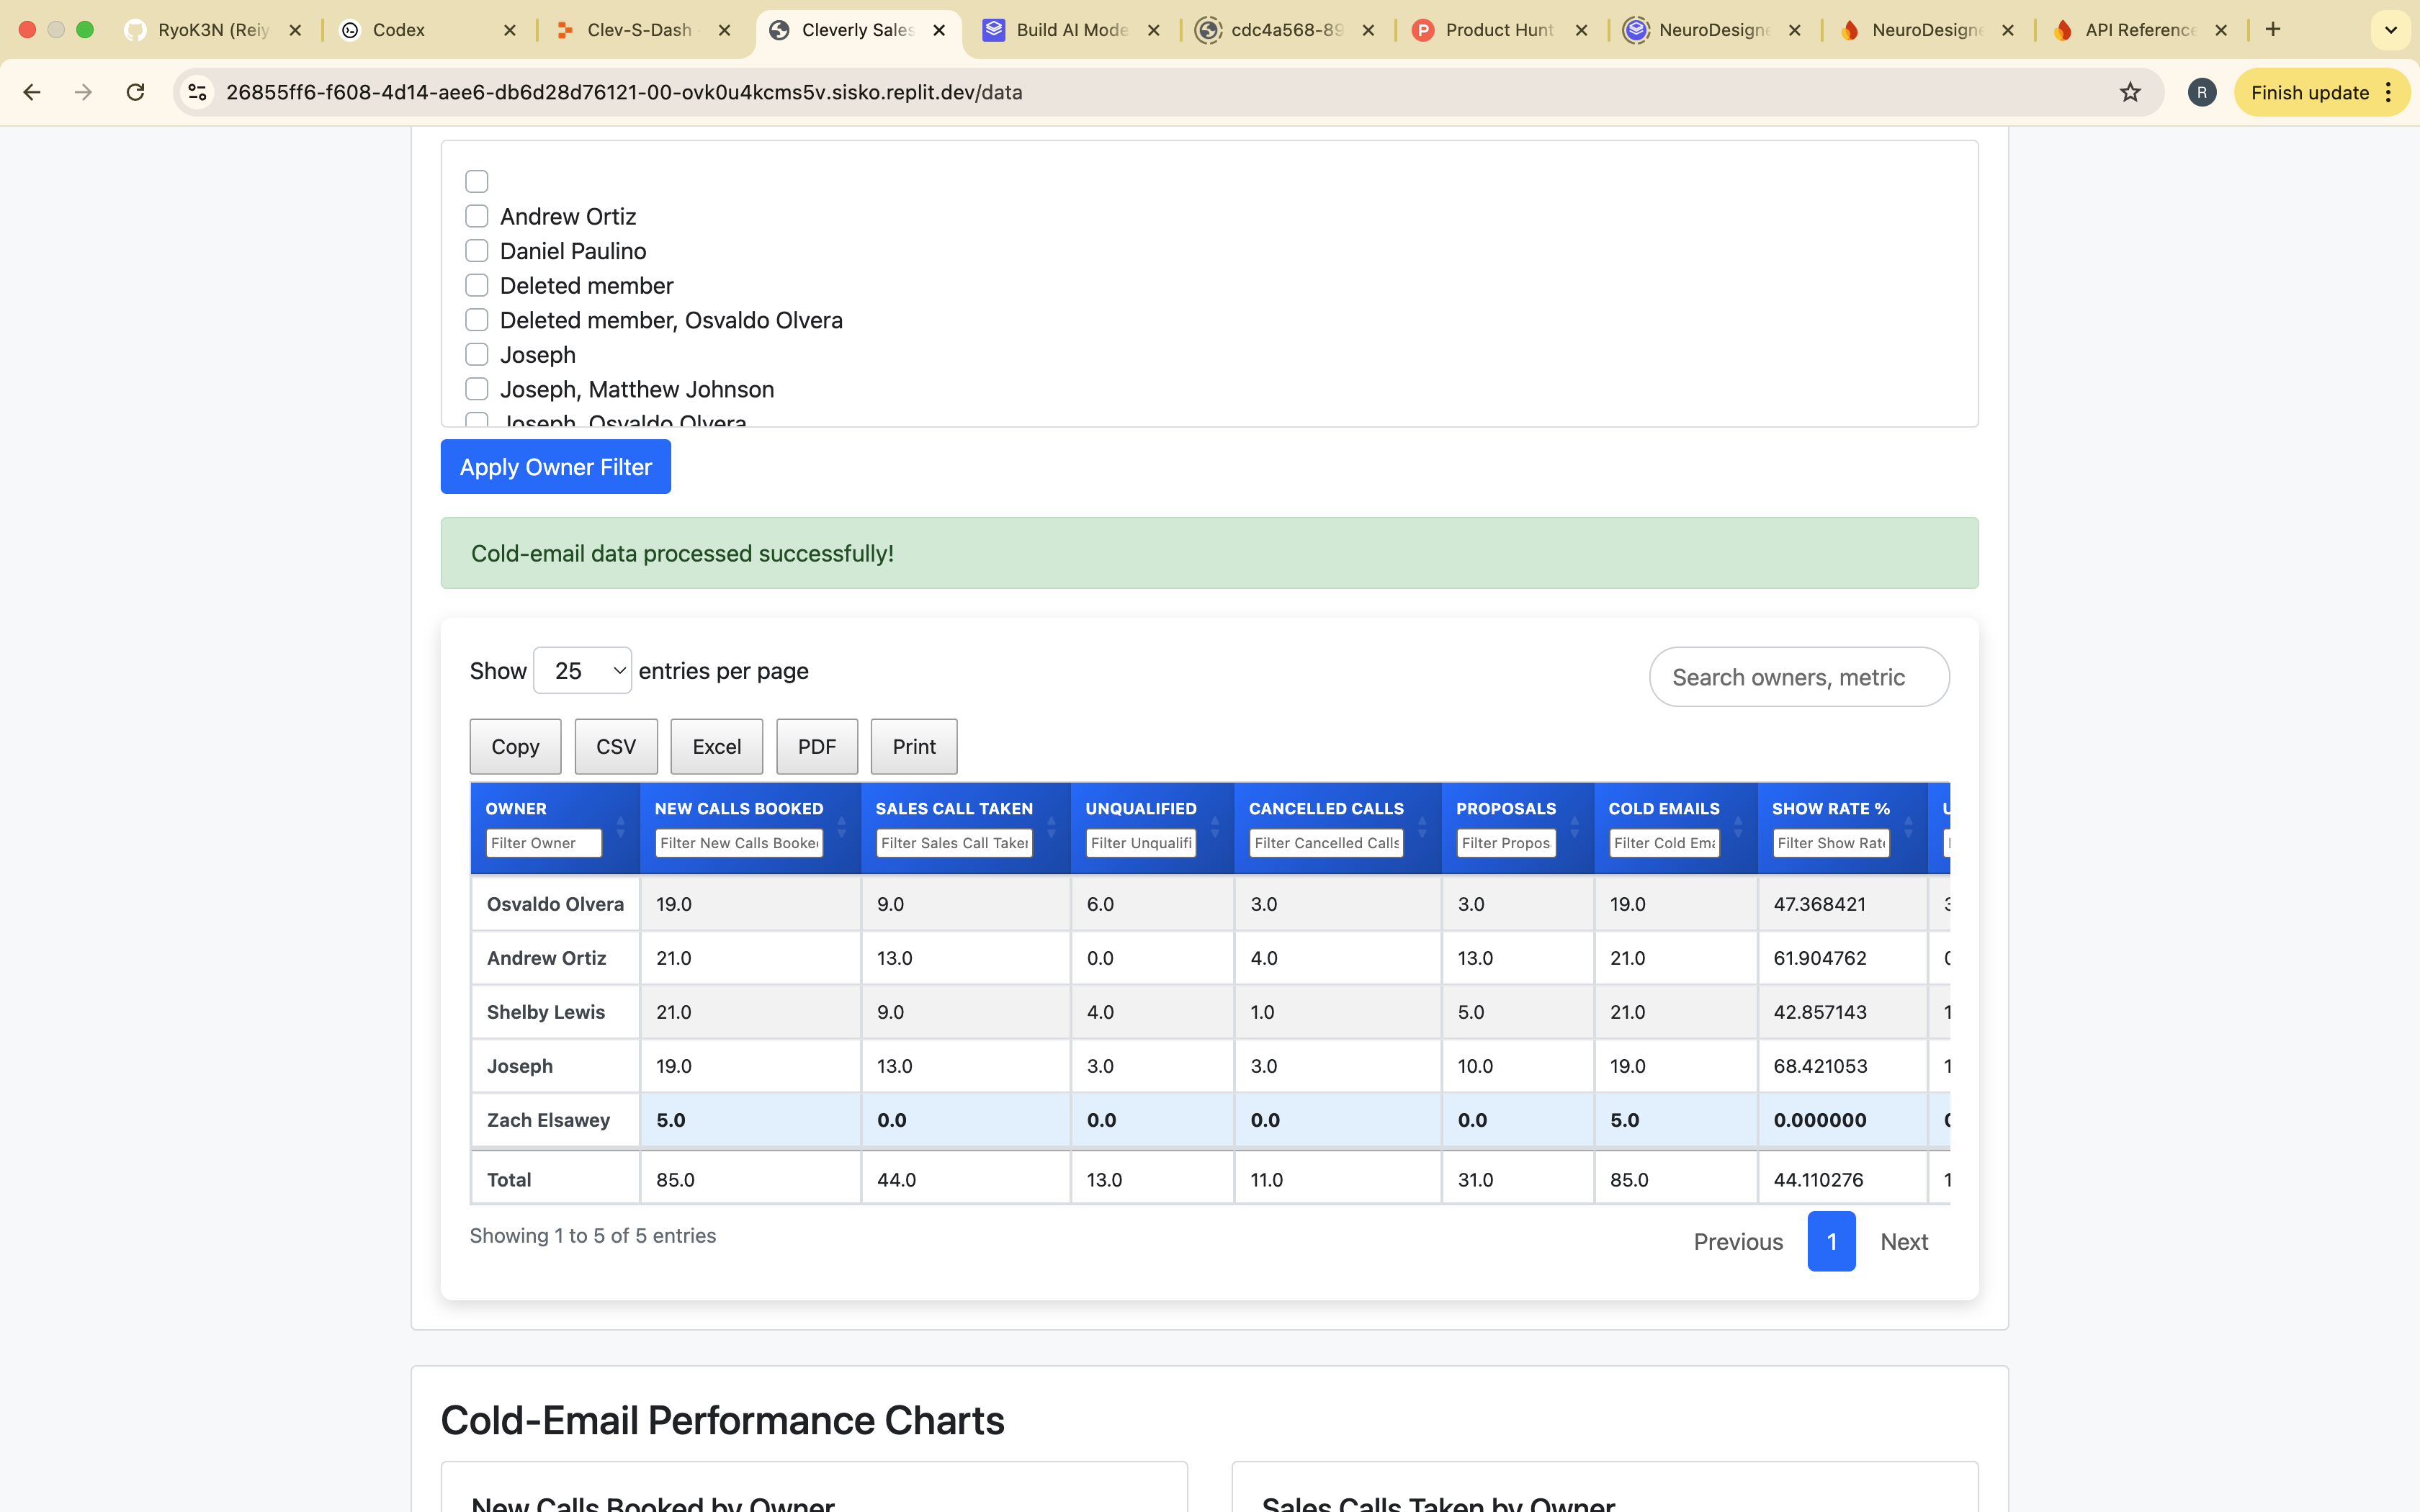 RyoK3N (Reiy
Codex
Clev-S-Dash
Cleverly Sales
Build AI Mode
cdc4a568-89
Product Hunt
NeuroDesigne
NeuroDesigne
API Reference
26855ff6-f608-4d14-aee6-db6d28d76121-00-ovk0u4kcms5v.sisko.replit.dev/data
R
Finish update
Andrew Ortiz
Daniel Paulino
Deleted member
Deleted member, Osvaldo Olvera
Joseph
Joseph, Matthew Johnson
Joseph, Osvaldo Olvera
Apply Owner Filter
Cold-email data processed successfully!
Show 25 entries per page
Search owners, metric
Copy CSV Excel PDF Print
OWNER NEW CALLS BOOKED SALES CALL TAKEN UNQUALIFIED CANCELLED CALLS PROPOSALS COLD EMAILS SHOW RATE % U
Filter Owner Filter New Calls Booked Filter Sales Call Taken Filter Unqualifi Filter Cancelled Calls Filter Propos Filter Cold Ema Filter Show Rate
Osvaldo Olvera 19.0 9.0 6.0 3.0 3.0 19.0 47.368421 3
Andrew Ortiz 21.0 13.0 0.0 4.0 13.0 21.0 61.904762 0
Shelby Lewis 21.0 9.0 4.0 1.0 5.0 21.0 42.857143 1
Joseph 19.0 13.0 3.0 3.0 10.0 19.0 68.421053 1
Zach Elsawey 5.0 0.0 0.0 0.0 0.0 5.0 0.000000 0
Total 85.0 44.0 13.0 11.0 31.0 85.0 44.110276 1
Showing 1 to 5 of 5 entries
Previous 1 Next
Cold-Email Performance Charts
New Calls Booked by Owner
Sales Calls Taken by Owner